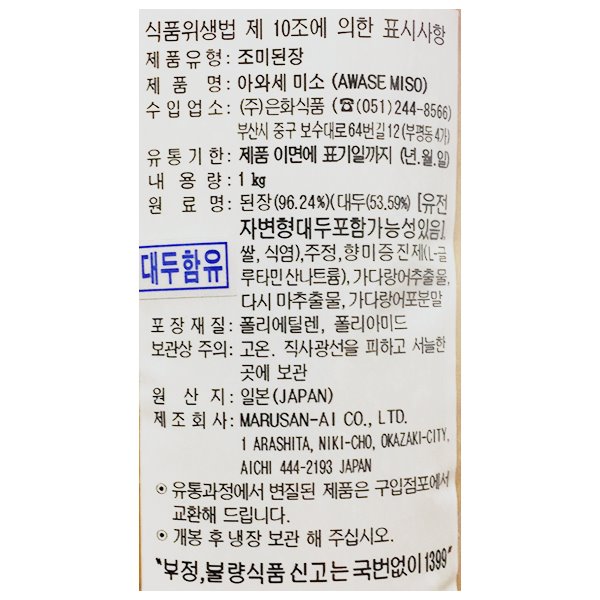 식품위생법 제 10조에 의한 표시사항
제품유형: 조미된장
제 품 명: 아와세 미소 (AWASE MISO)
수입업소: (주)은화식품 (☎(051)244-8566)
부산시 중구 보수대로64번길12 (부평동 4가)
유통기한: 제품 이면에 표기일까지 (년.월.일)
내 용 량: 1 kg
원 료 명: 된장(96.24%)(대두(53.59%) [유전
자변형대두포함가능성있음],
쌀, 식염),주정,향미증진제(L-글
루타민산나트륨), 가다랑어추출물,
다시 마추출물, 가다랑어포분말
대두함유
포장재질: 폴리에틸렌, 폴리아미드
보관상 주의: 고온. 직사광선을 피하고 서늘한
곳에 보관
원 산 지: 일본(JAPAN)
제조회사: MARUSAN-AI CO., LTD.
1 ARASHITA, NIKI-CHO, OKAZAKI-CITY,
AICHI 444-2193 JAPAN
◉ 유통과정에서 변질된 제품은 구입점포에서
교환해 드립니다.
◉ 개봉 후 냉장 보관 해 주십시오.
"부정,불량식품 신고는 국번없이 1399"